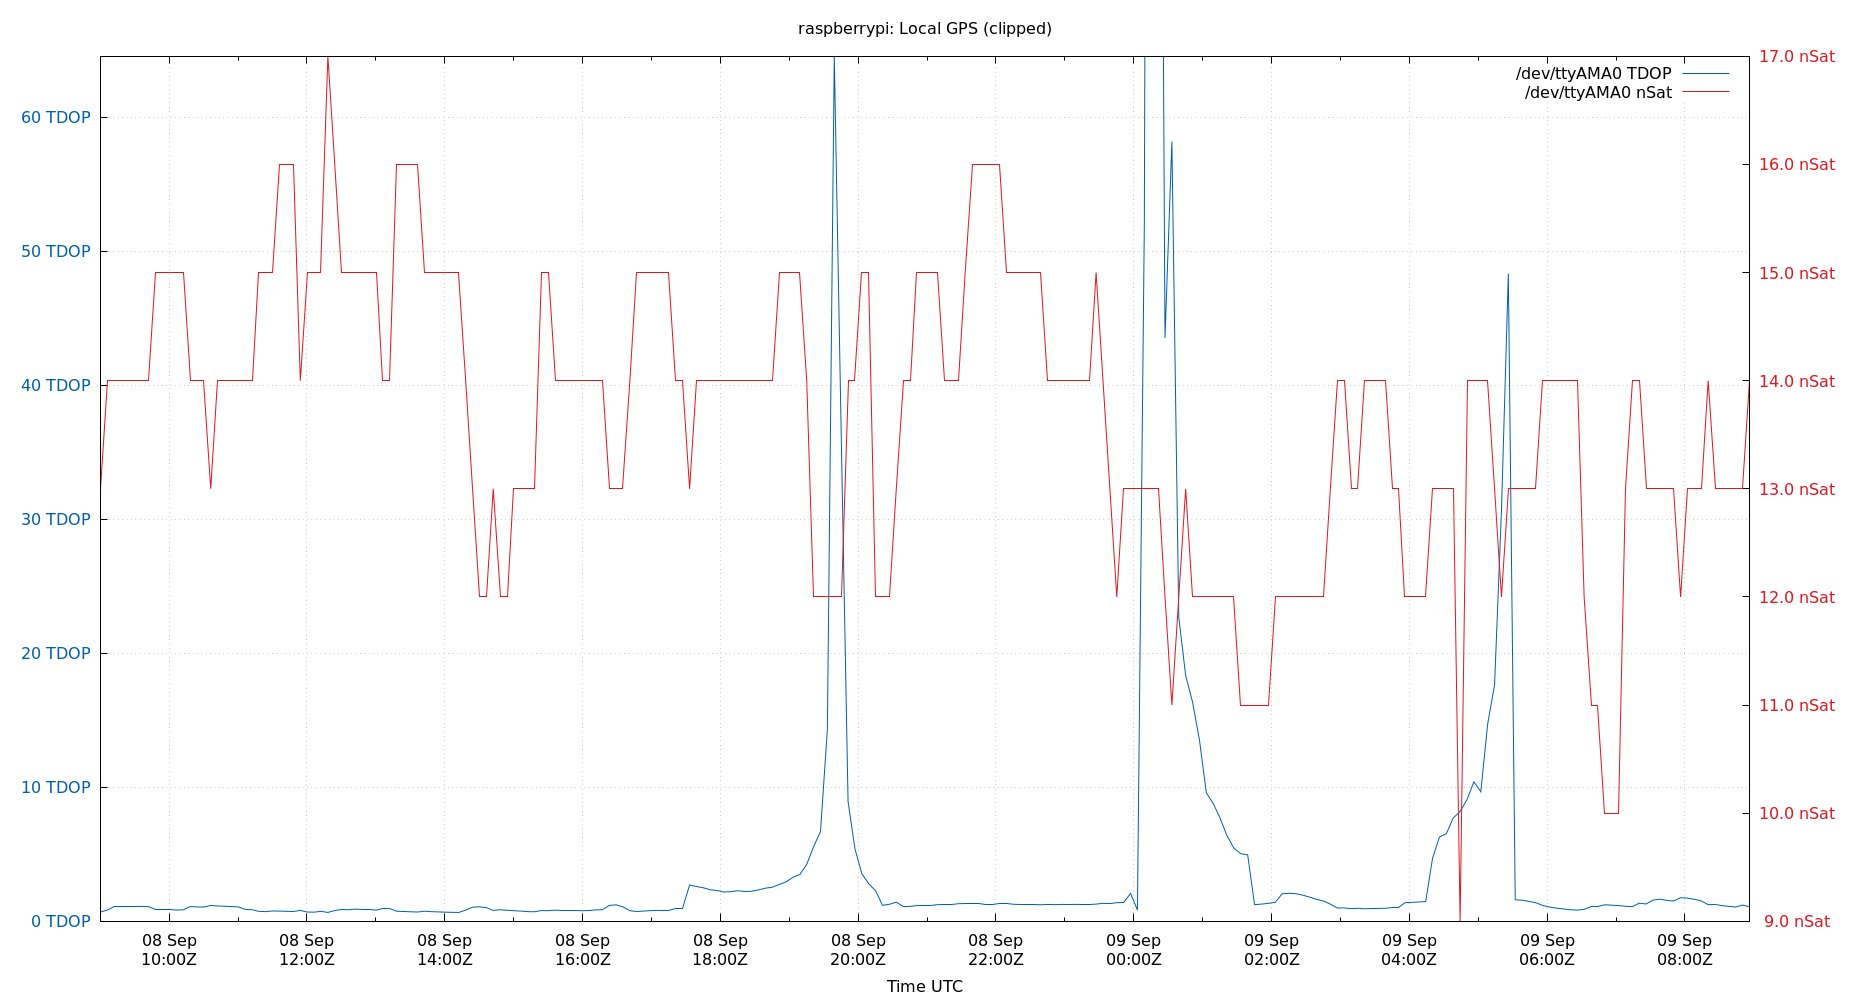 raspberrypi: Local GPS (clipped)
17.0 nSat
/dev/ttyAMA0 TDOP
/dev/ttyAMA0 nSat
60 TDOP
16.0 nSat
50 TDOP
15.0 nSat
40 TDOP
14.0 nSat
30 TDOP
13.0 nSat
12.0 nSat
20 TDOP
11.0 nSat
10 TDOP
10.0 nSat
0 TDOP
9.0 nSat
08 Sep 08 Sep 08 Sep 08 Sep 08 Sep 08 Sep 08 Sep 09 Sep 09 Sep 09 Sep 09 Sep 09 Sep
10:00Z 12:00Z 14:00Z 16:00Z 18:00Z 20:00Z 22:00Z 00:00Z 02:00Z 04:00Z 06:00Z 08:00Z
Time UTC